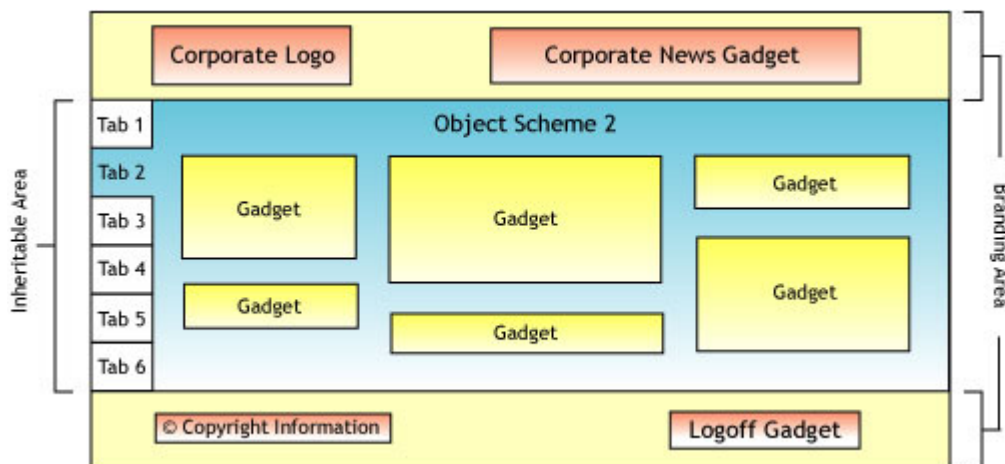 Corporate Logo
Corporate News Gadget
Inheritable Area
Tab 1
Tab 2
Tab 3
Tab 4
Tab 5
Tab 6
Object Scheme 2
Gadget
Gadget
Gadget
Gadget
Gadget
Gadget
Branding Area
© Copyright Information
Logoff Gadget